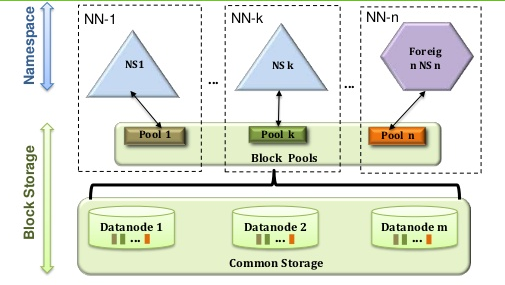 Namespace
NN-1
NN-k
NN-n
NS1
...
NS k
...
Foreig
n NS n
Block Storage
Pool 1
Pool k
Pool n
Block Pools
Datanode 1
...
Datanode 2
...
Datanode m
...
Common Storage